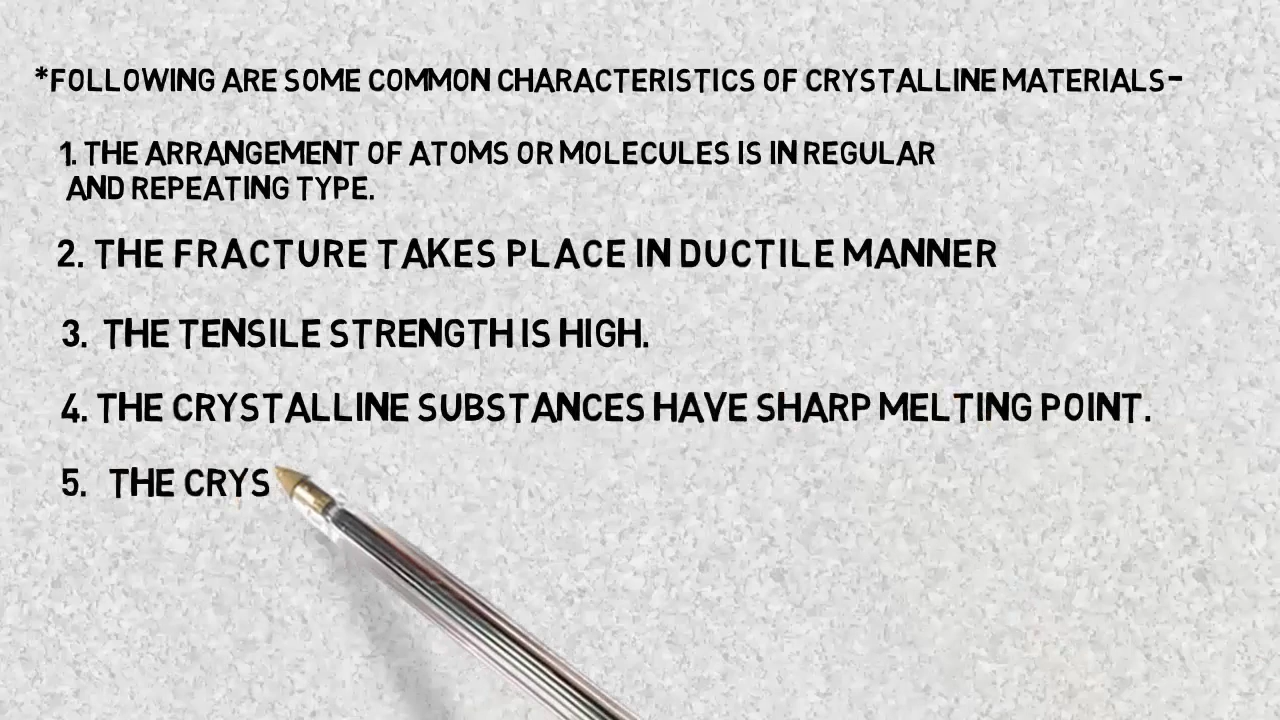 *FOLLOWING ARE SOME COMMON CHARACTERISTICS OF CRYSTALLINE MATERIALS-
1. THE ARRANGEMENT OF ATOMS OR MOLECULES IS IN REGULAR
AND REPEATING TYPE.
2. THE FRACTURE TAKES PLACE IN DUCTILE MANNER
3. THE TENSILE STRENGTH IS HIGH.
4. THE CRYSTALLINE SUBSTANCES HAVE SHARP MELTING POINT.
5. THE CRYS